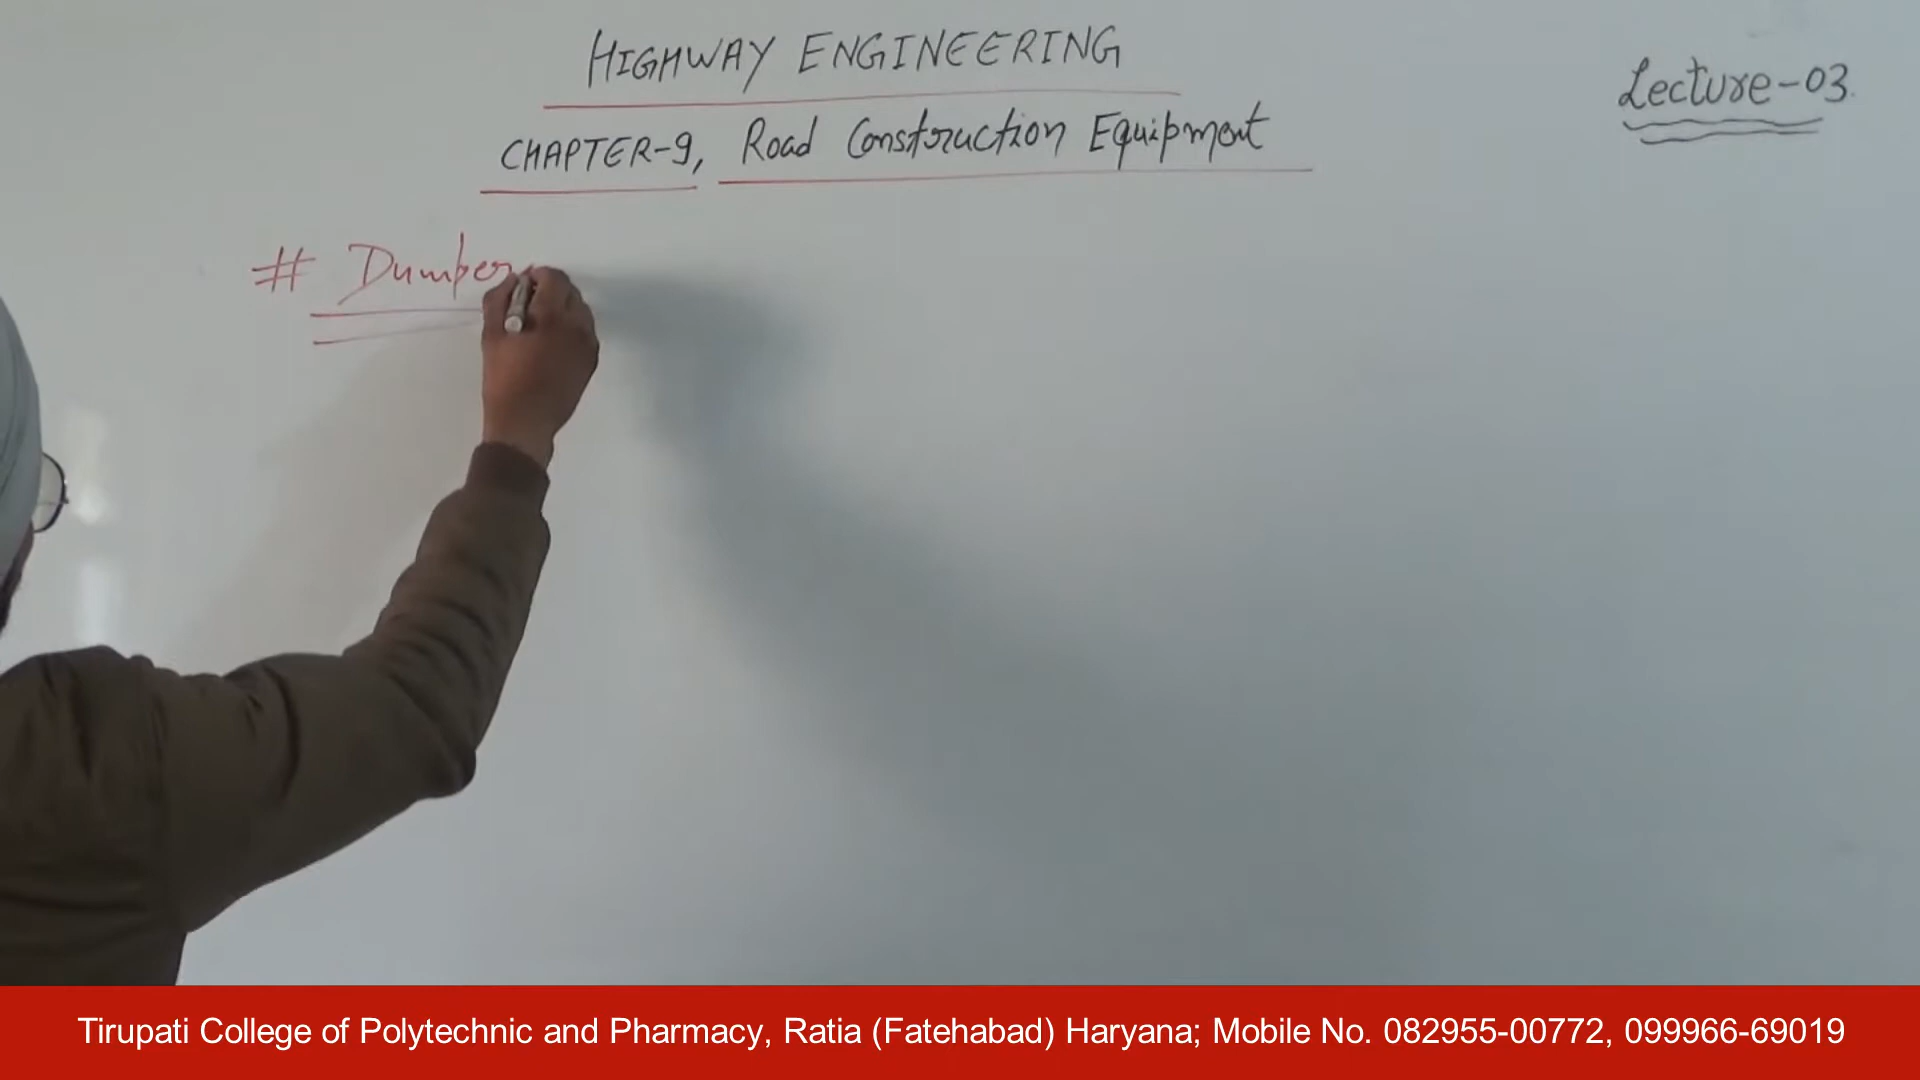 HIGHWAY ENGINEERING
Lecture-03
CHAPTER-9, Road Construction Equipment
# Dumper
Tirupati College of Polytechnic and Pharmacy, Ratia (Fatehabad) Haryana; Mobile No. 082955-00772, 099966-69019